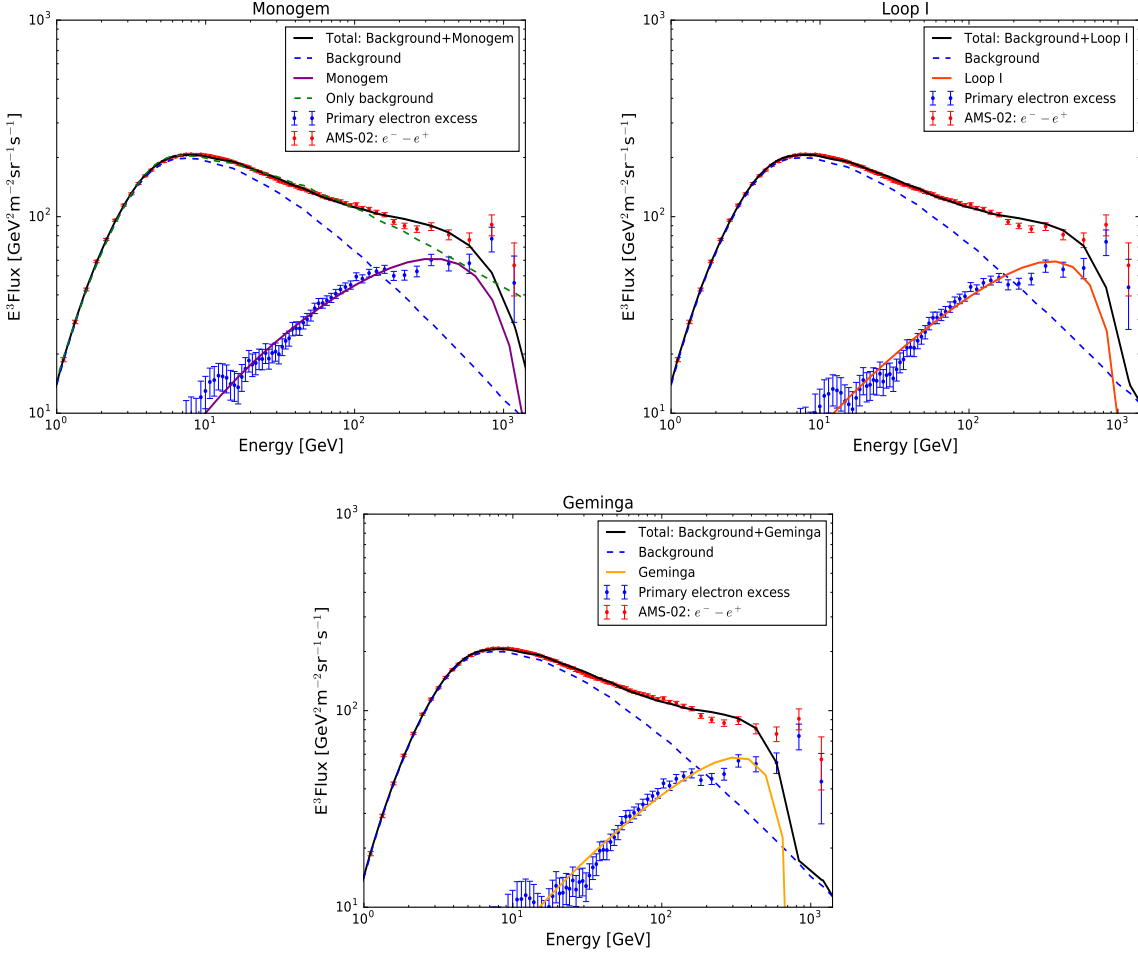 Monogem
E³Flux [GeV²m⁻²sr⁻¹s⁻¹]
10³
10²
10¹
Total: Background+Monogem
Background
Monogem
Only background
Primary electron excess
AMS-02: e⁻ − e⁺
10⁰ 10¹ 10² 10³
Energy [GeV]
Loop I
E³Flux [GeV²m⁻²sr⁻¹s⁻¹]
10³
10²
10¹
Total: Background+Loop I
Background
Loop I
Primary electron excess
AMS-02: e⁻ − e⁺
10⁰ 10¹ 10² 10³
Energy [GeV]
Geminga
E³Flux [GeV²m⁻²sr⁻¹s⁻¹]
10³
10²
10¹
Total: Background+Geminga
Background
Geminga
Primary electron excess
AMS-02: e⁻ − e⁺
10⁰ 10¹ 10² 10³
Energy [GeV]